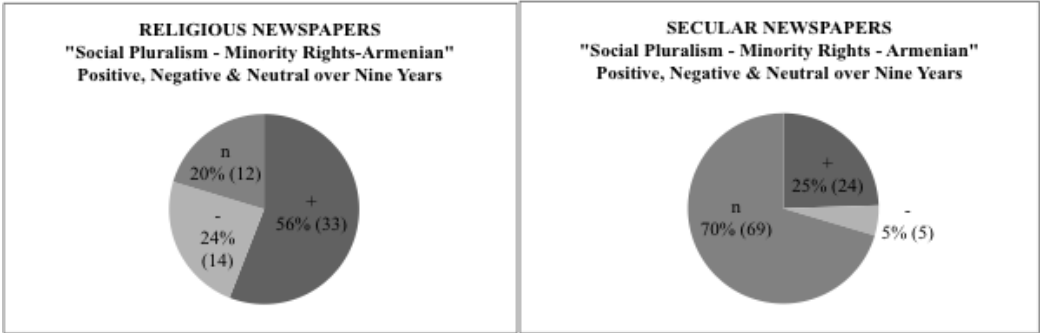 RELIGIOUS NEWSPAPERS
"Social Pluralism - Minority Rights-Armenian"
Positive, Negative & Neutral over Nine Years
n
20% (12)
+
56% (33)
-
24%
(14)
SECULAR NEWSPAPERS
"Social Pluralism - Minority Rights - Armenian"
Positive, Negative & Neutral over Nine Years
+
25% (24)
n
70% (69)
-
5% (5)